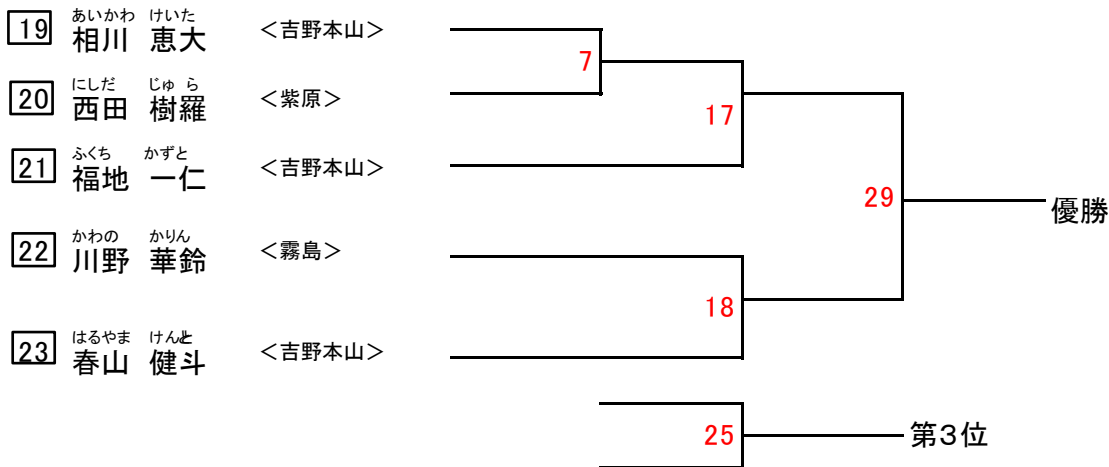 あいかわ けいた
19 相川 恵大 ＜吉野本山＞
7
にしだ じゅ ら
20 西田 樹羅 ＜紫原＞
17
ふくち かずと
21 福地 一仁 ＜吉野本山＞
29 優勝
かわの かりん
22 川野 華鈴 ＜霧島＞
18
はるやま けんと
23 春山 健斗 ＜吉野本山＞
25 第3位